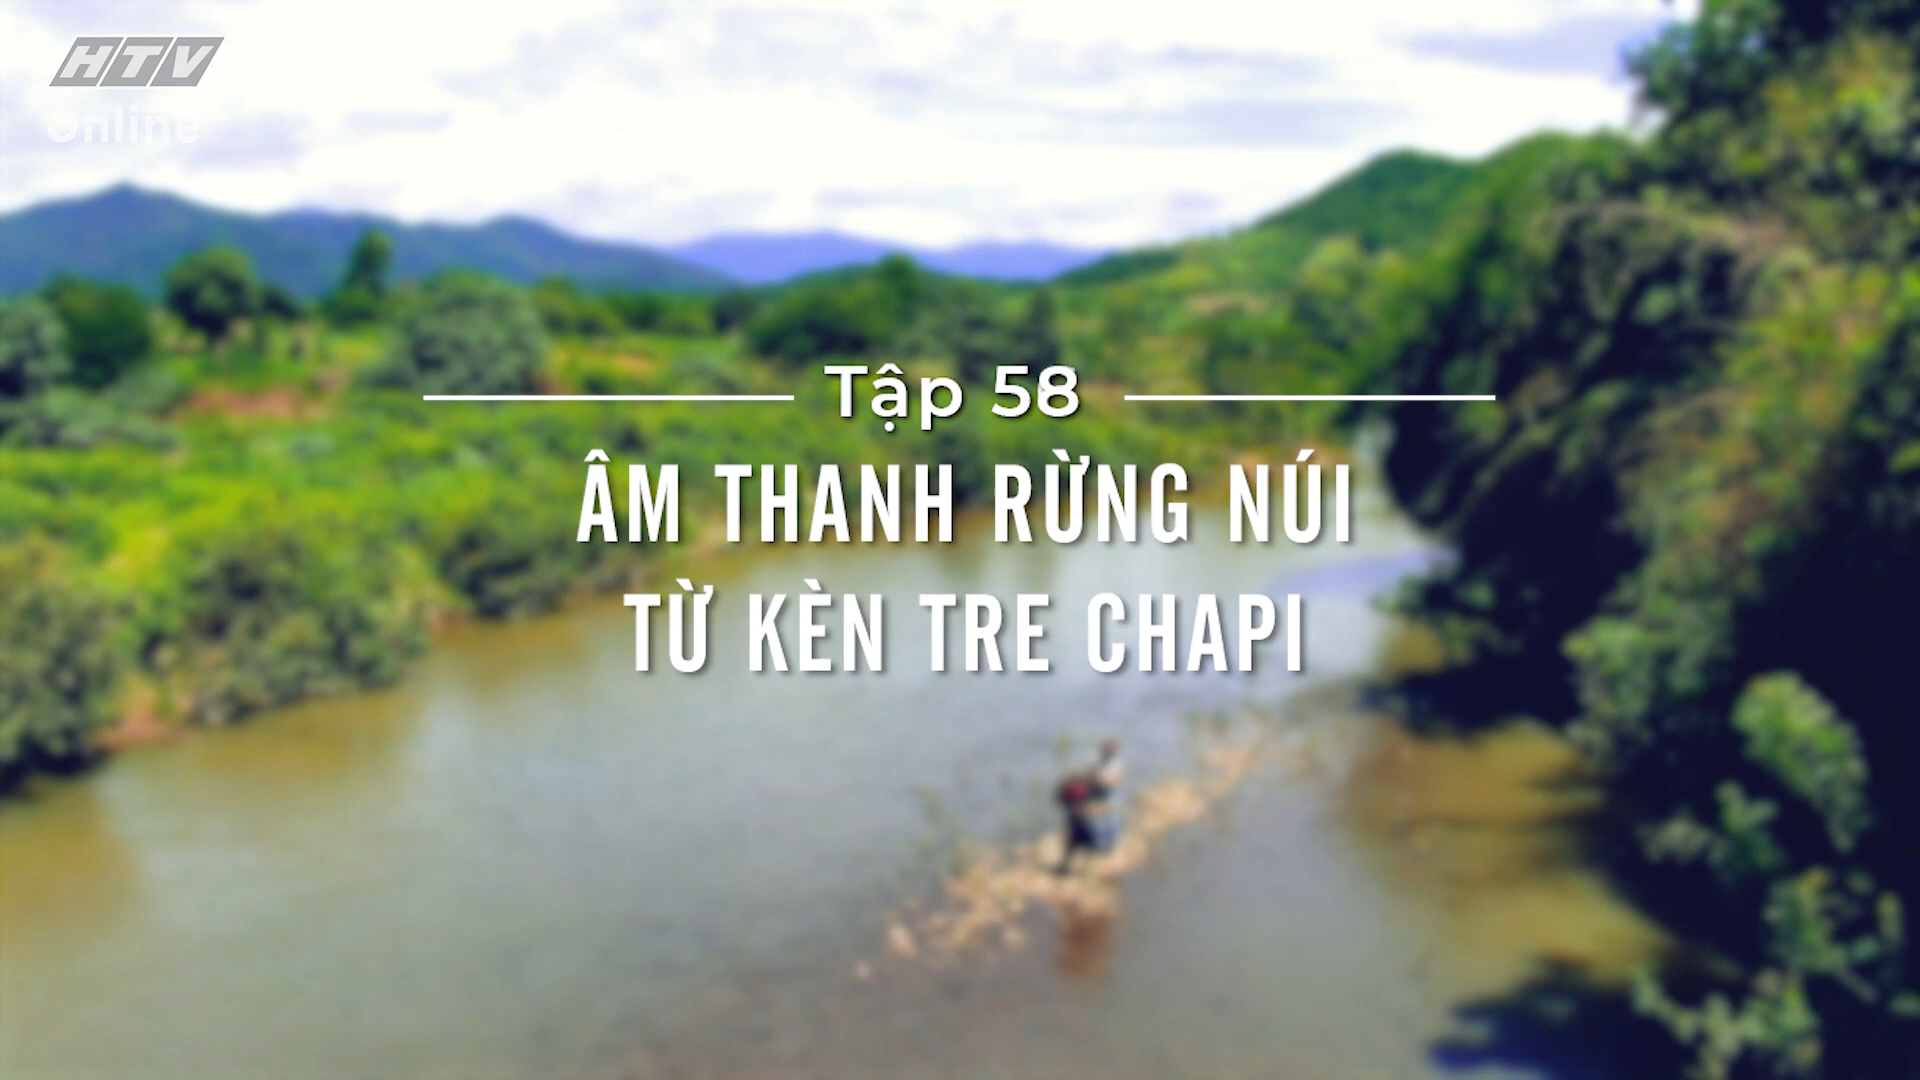 HTV
Online
Tập 58
ÂM THANH RỪNG NÚI
TỪ KÈN TRE CHAPI